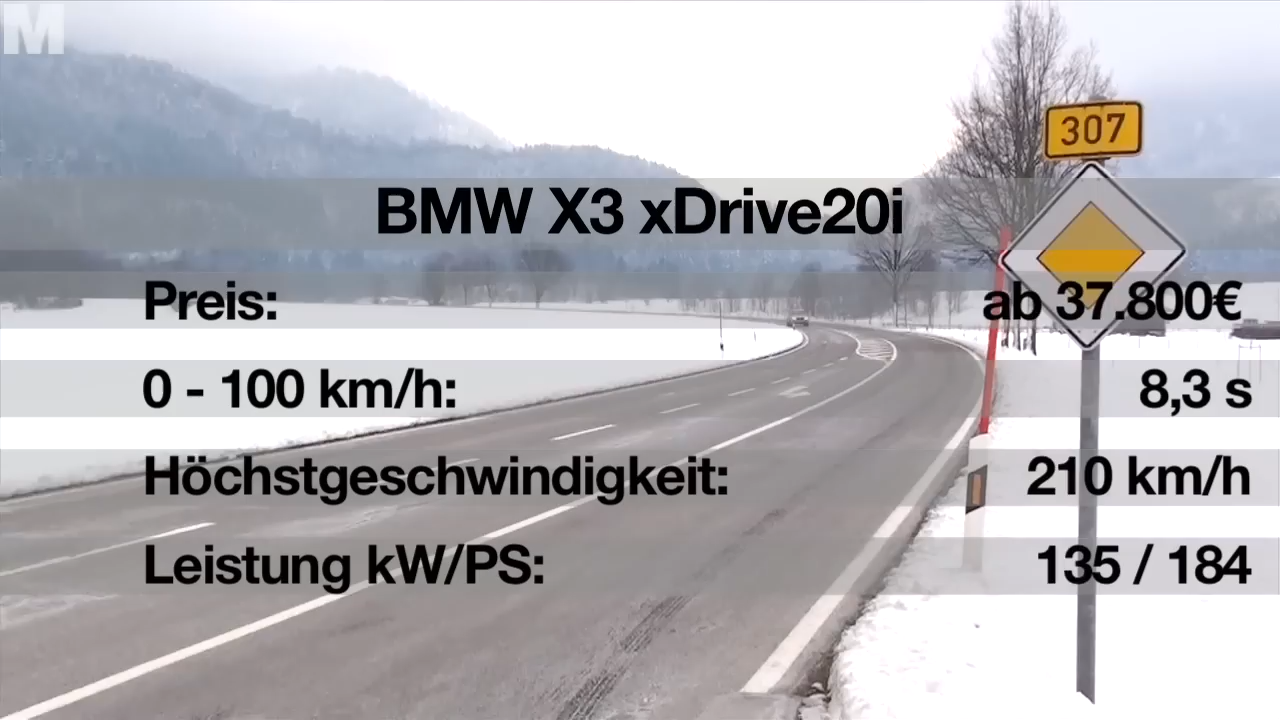 M
307
BMW X3 xDrive20i
Preis: ab 37.800€
0 - 100 km/h: 8,3 s
Höchstgeschwindigkeit: 210 km/h
Leistung kW/PS: 135 / 184